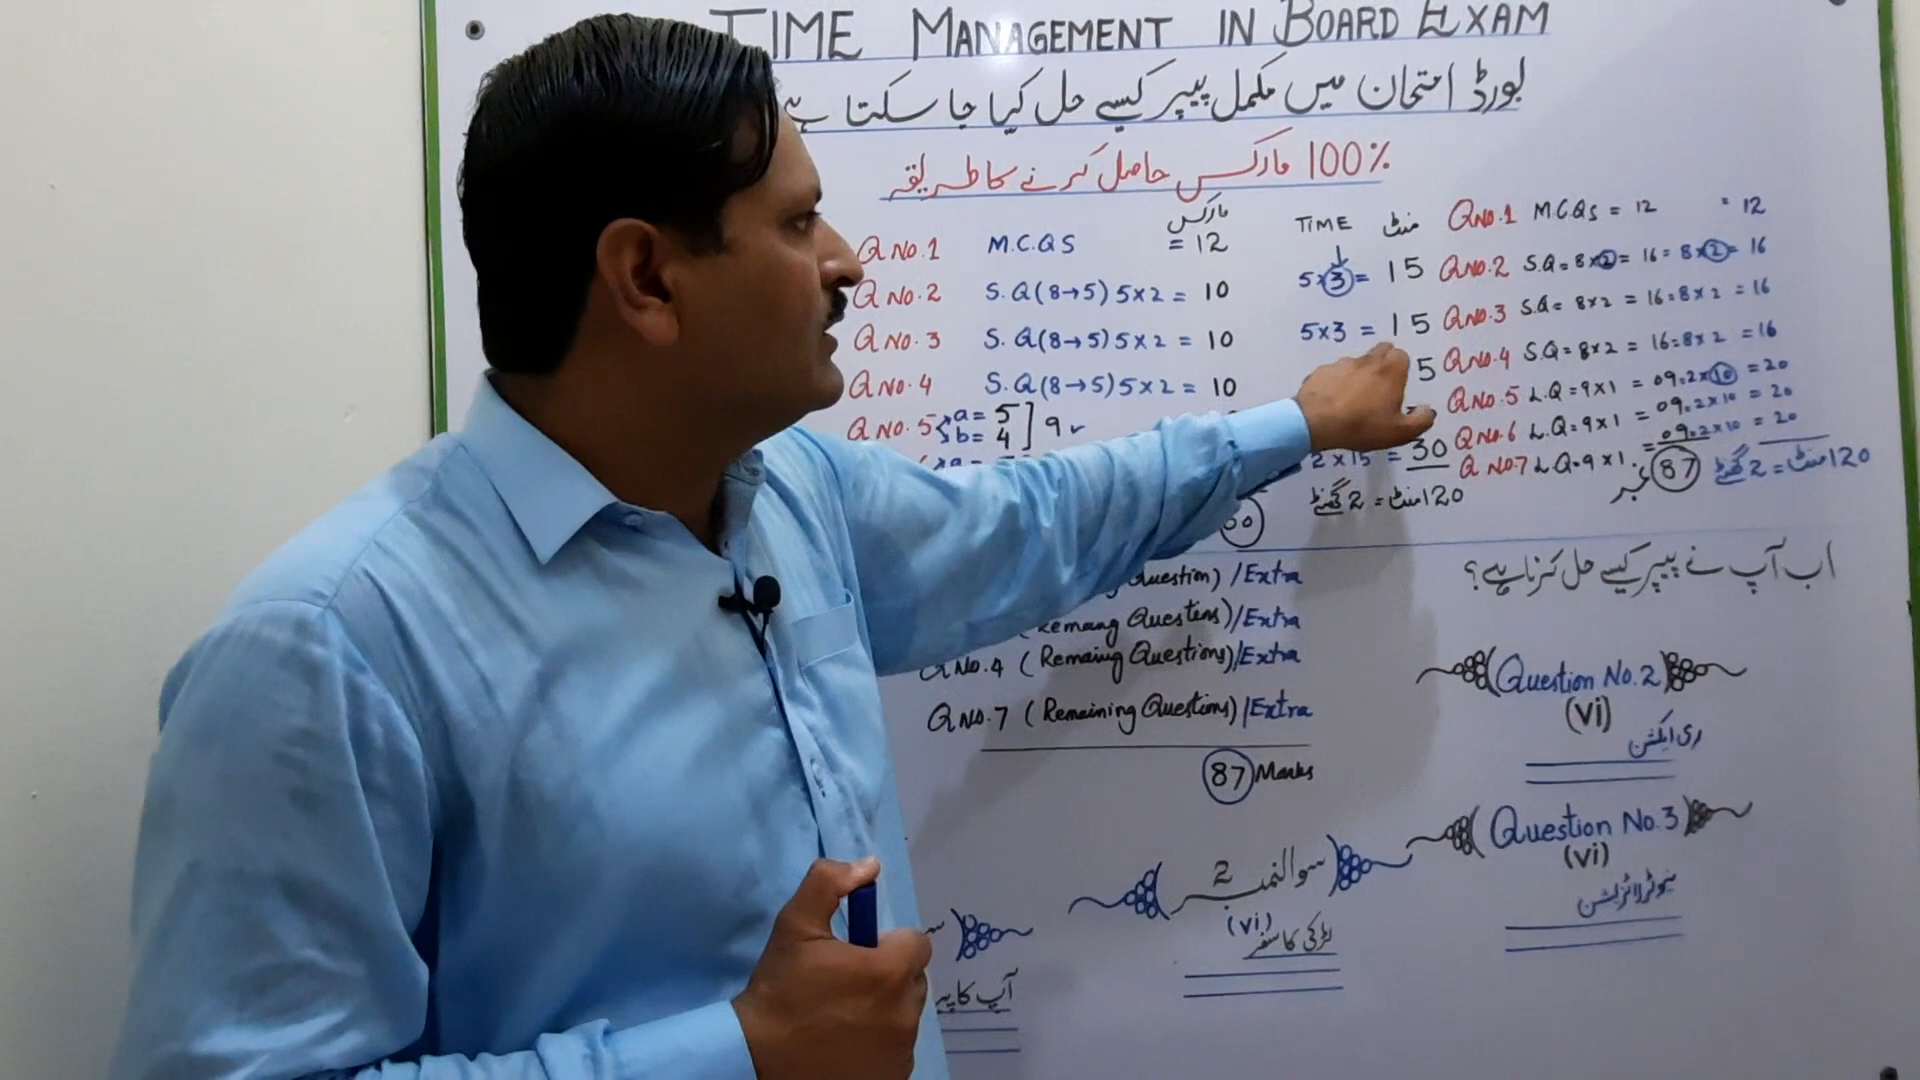 TIME MANAGEMENT IN BOARD EXAM
بورڈ امتحان میں مکمل پیپر کیسے حل کیا جا سکتا ہے
100% مارکس حاصل کرنے کا طریقہ
مارکس
Q No.1 M.C.Q S = 12
Q No.2 S.Q (8→5) 5x2 = 10
Q No.3 S.Q (8→5) 5x2 = 10
Q No.4 S.Q (8→5) 5x2 = 10
Q No.5 a = 5
b = 4 ] 9
TIME منٹ
5x3 = 15
5x3 = 15
5
2 x 15 = 30
120 منٹ = 2 گھنٹے
Q No.1 M.C.Q S = 12 = 12
Q No.2 S.Q = 8x2 = 16 = 8x2 = 16
Q No.3 S.Q = 8x2 = 16 = 8x2 = 16
Q No.4 S.Q = 8x2 = 16 = 8x2 = 16
Q No.5 L.Q = 9x1 = 09. 2x10 = 20
Q No.6 L.Q = 9x1 = 09. 2x10 = 20
Q No.7 L.Q = 9x1. = 09. 2x10 = 20
87 نمبر
120 منٹ = 2 گھنٹے
Question) /Extra
Questions)/Extra
Q No.4 ( Remaing Questions)/Extra
Q No.7 ( Remaining Questions) /Extra
87 Marks
اب آپ نے پیپر کیسے حل کرنا ہے؟
Question No.2
(vi)
ری ایکشن
Question No.3
(vi)
نیوٹرلائزیشن
سوال نمبر 2
(vi)
لڑکی کا سفر
آپ کا